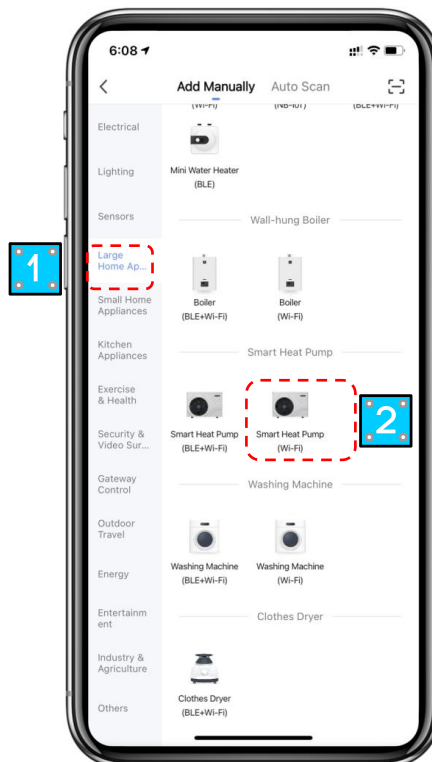 6:08
Add Manually Auto Scan
(Wi-Fi) (NB-IoT) (BLE+Wi-Fi)
Electrical
Mini Water Heater
(BLE)
Lighting
Sensors
Wall-hung Boiler
1
Large
Home Ap...
Boiler
(BLE+Wi-Fi)
Boiler
(Wi-Fi)
Small Home
Appliances
Kitchen
Appliances
Smart Heat Pump
Exercise
& Health
2
Smart Heat Pump
(BLE+Wi-Fi)
Smart Heat Pump
(Wi-Fi)
Security &
Video Sur...
Gateway
Control
Washing Machine
Outdoor
Travel
Washing Machine
(BLE+Wi-Fi)
Washing Machine
(Wi-Fi)
Energy
Entertainm
ent
Clothes Dryer
Industry &
Agriculture
Clothes Dryer
(BLE+Wi-Fi)
Others